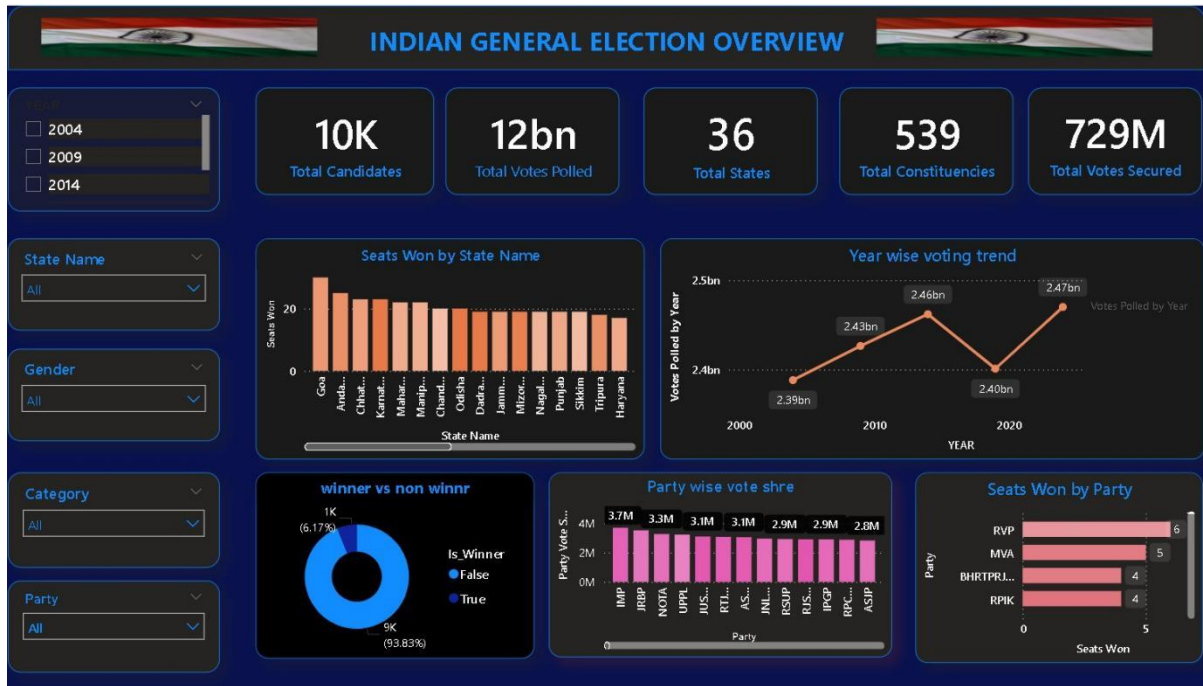 INDIAN GENERAL ELECTION OVERVIEW
YEAR
2004
2009
2014
State Name
All
Gender
All
Category
All
Party
All
10K
Total Candidates
12bn
Total Votes Polled
36
Total States
539
Total Constituencies
729M
Total Votes Secured
Seats Won by State Name
Seats Won
20
0
Goa
Anda...
Chhat...
Karnat...
Mahar...
Manip...
Chand...
Odisha
Dadra...
Jamm...
Mizor...
Nagal...
Punjab
Sikkim
Tripura
Haryana
State Name
Year wise voting trend
Votes Polled by Year
2.5bn
2.4bn
2.39bn
2.43bn
2.46bn
2.40bn
2.47bn
Votes Polled by Year
2000
2010
2020
YEAR
winner vs non winnr
1K
(6.17%)
9K
(93.83%)
Is_Winner
False
True
Party wise vote shre
Party Vote S...
4M
2M
0M
3.7M
3.3M
3.1M
3.1M
2.9M
2.9M
2.8M
IMP
JRBP
NOTA
UPPL
JUS...
RTJ...
AS...
JNL...
RSUP
RJS...
IPGP
RPC...
ASJP
Party
Seats Won by Party
Party
RVP
6
MVA
5
BHRTPRJ...
4
RPIK
4
0
5
Seats Won